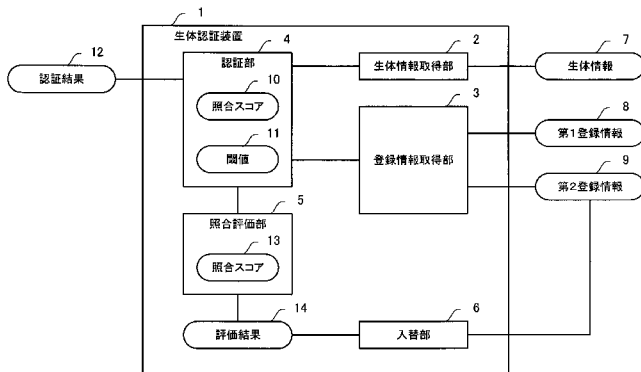 1
生体認証装置
12
認証結果
4
認証部
10
照合スコア
11
閾値
2
生体情報取得部
7
生体情報
3
登録情報取得部
8
第1登録情報
9
第2登録情報
5
照合評価部
13
照合スコア
14
評価結果
6
入替部